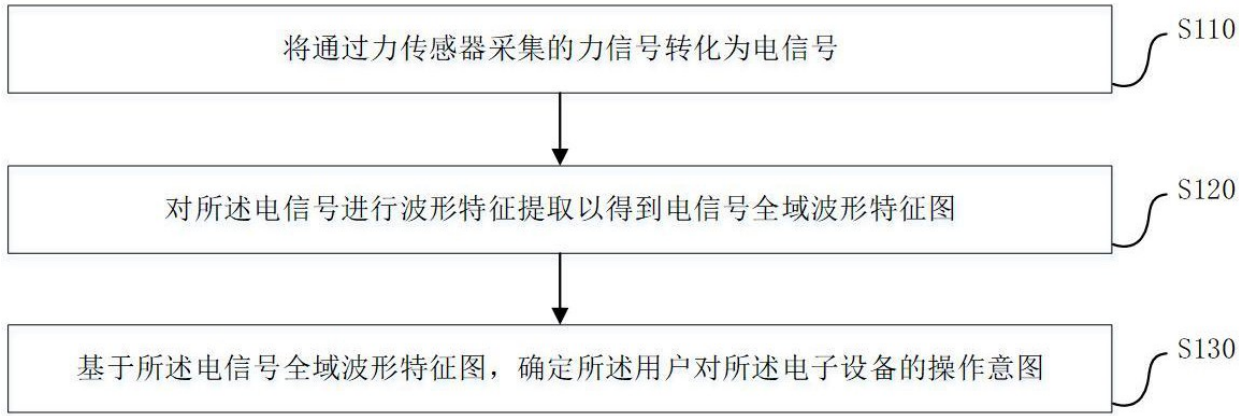 将通过力传感器采集的力信号转化为电信号
S110
对所述电信号进行波形特征提取以得到电信号全域波形特征图
S120
基于所述电信号全域波形特征图，确定所述用户对所述电子设备的操作意图
S130